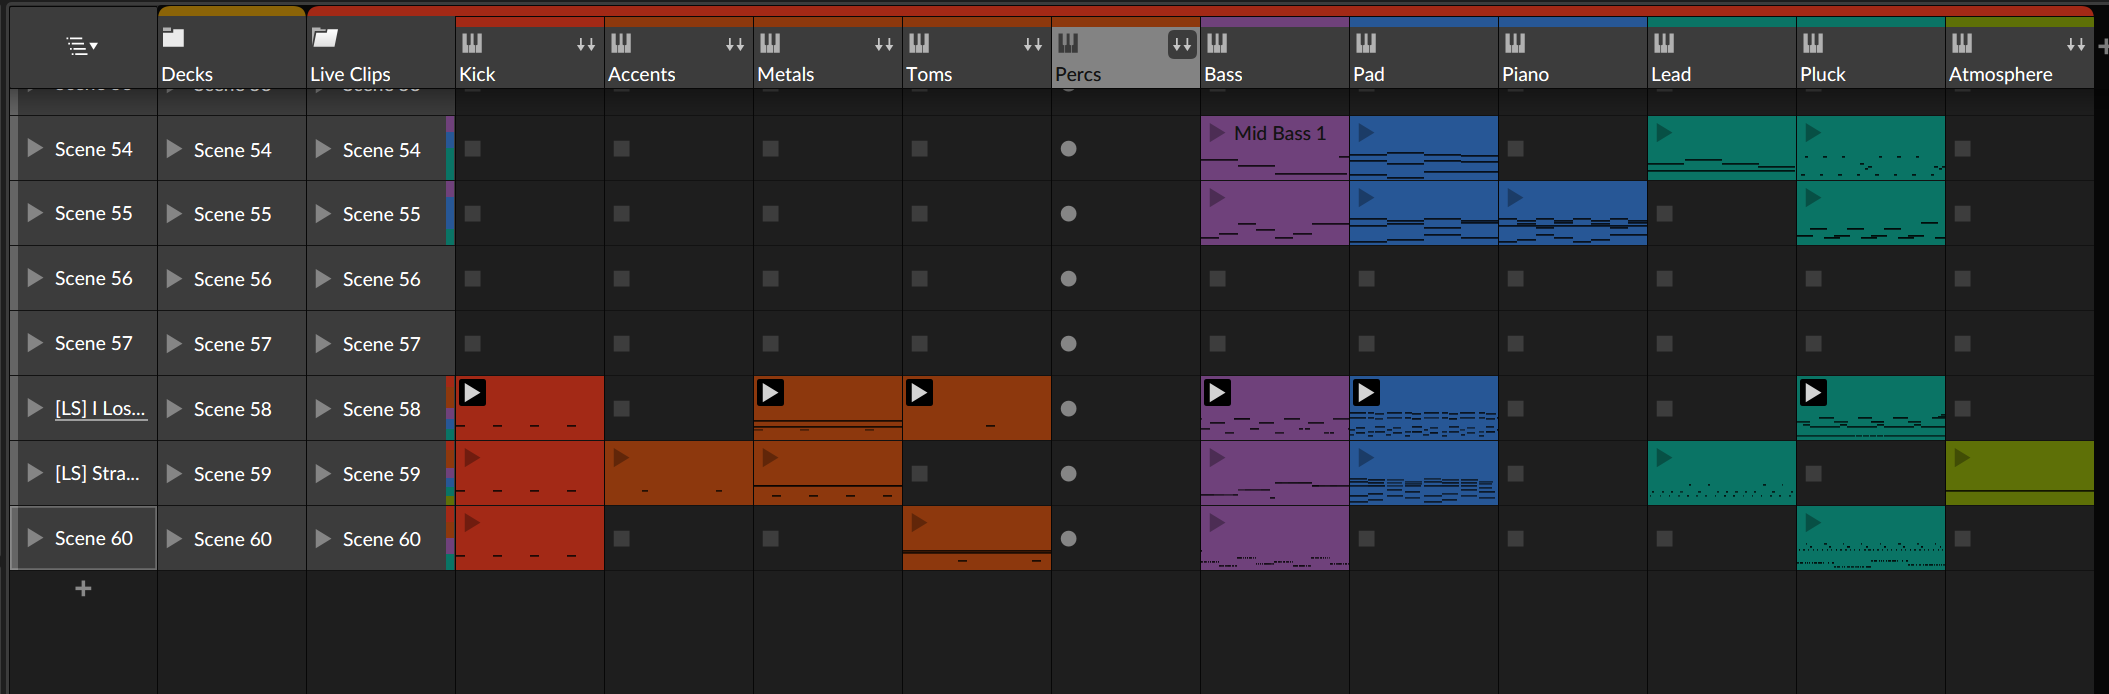 Decks Live Clips Kick Accents Metals Toms Percs Bass Pad Piano Lead Pluck Atmosphere
Scene 54 Scene 54 Scene 54 Mid Bass 1
Scene 55 Scene 55 Scene 55
Scene 56 Scene 56 Scene 56
Scene 57 Scene 57 Scene 57
[LS] I Los... Scene 58 Scene 58
[LS] Stra... Scene 59 Scene 59
Scene 60 Scene 60 Scene 60